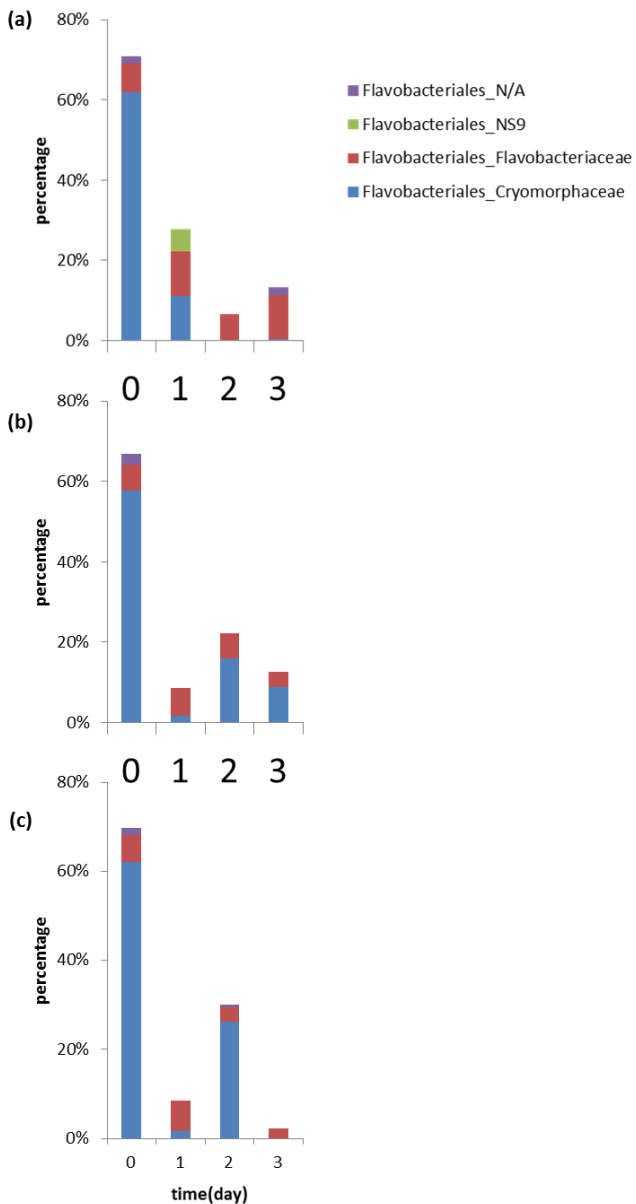 (a)
80%
60%
40%
20%
0%
percentage
Flavobacteriales_N/A
Flavobacteriales_NS9
Flavobacteriales_Flavobacteriaceae
Flavobacteriales_Cryomorphaceae
0 1 2 3
(b)
80%
60%
40%
20%
0%
percentage
0 1 2 3
(c)
80%
60%
40%
20%
0%
percentage
0 1 2 3
time(day)